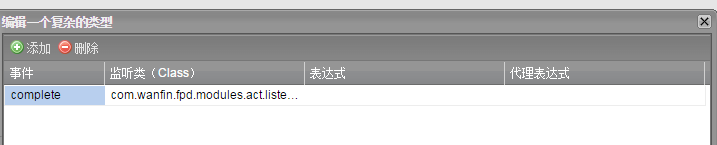 编辑一个复杂的类型
添加 删除
事件 监听类（Class） 表达式 代理表达式
complete com.wanfin.fpd.modules.act.liste...